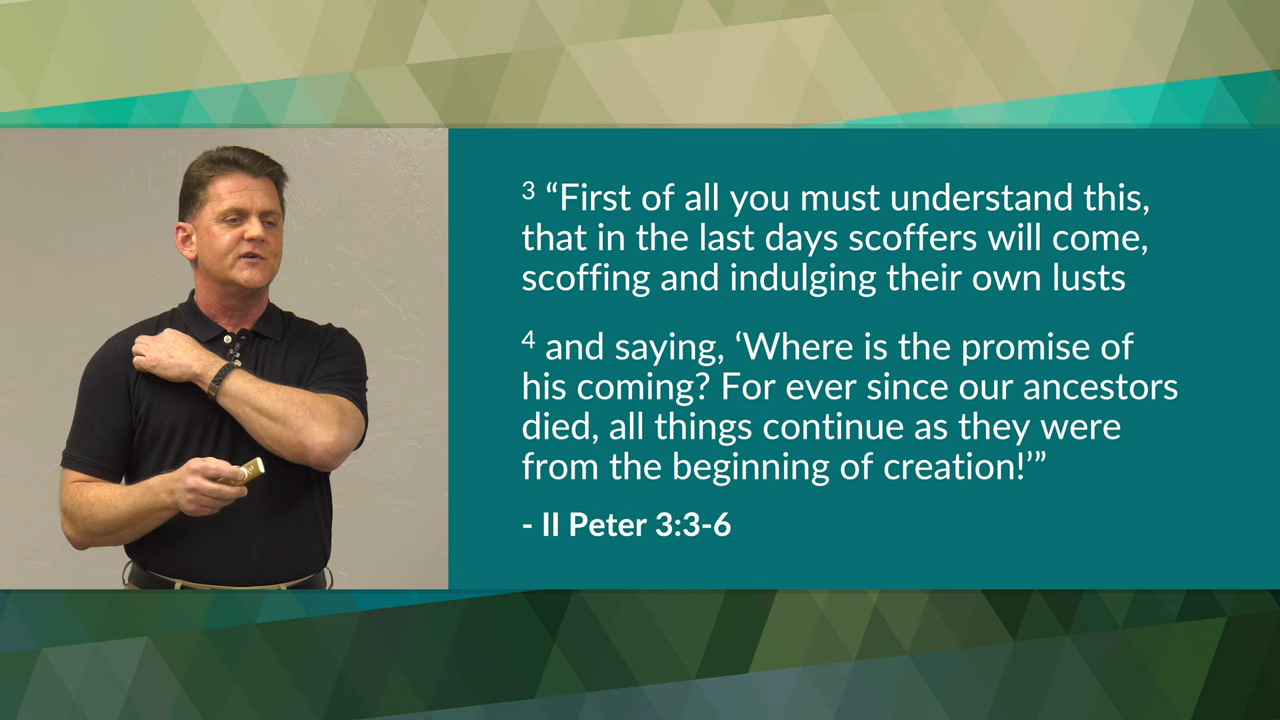 3 “First of all you must understand this,
that in the last days scoffers will come,
scoffing and indulging their own lusts
4 and saying, ‘Where is the promise of
his coming? For ever since our ancestors
died, all things continue as they were
from the beginning of creation!’”
- II Peter 3:3-6